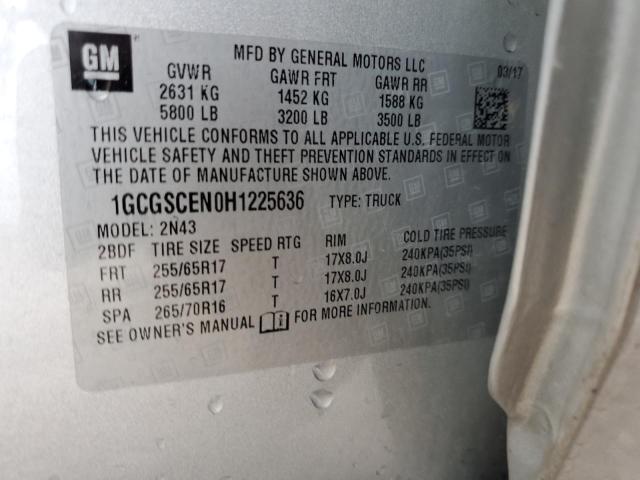 GM
MFD BY GENERAL MOTORS LLC
03/17
GVWR GAWR FRT GAWR RR
2631 KG 1452 KG 1588 KG
5800 LB 3200 LB 3500 LB
THIS VEHICLE CONFORMS TO ALL APPLICABLE U.S. FEDERAL MOTOR
VEHICLE SAFETY AND THEFT PREVENTION STANDARDS IN EFFECT ON
THE DATE OF MANUFACTURE SHOWN ABOVE.
1GCGSCEN0H1225636 TYPE: TRUCK
MODEL: 2N43
2BDF TIRE SIZE SPEED RTG RIM COLD TIRE PRESSURE
FRT 255/65R17 T 17X8.0J 240KPA(35PSI)
RR 255/65R17 T 17X8.0J 240KPA(35PSI)
SPA 265/70R16 T 16X7.0J 240KPA(35PSI)
SEE OWNER'S MANUAL FOR MORE INFORMATION.